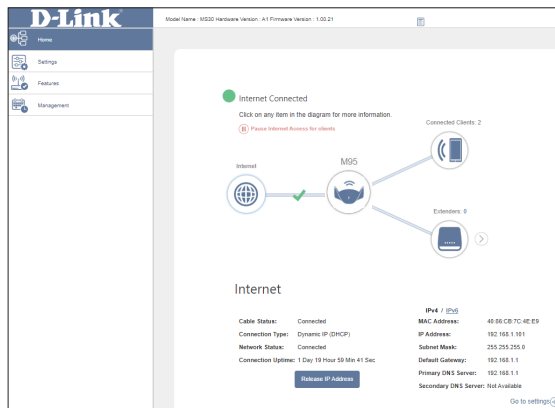 D-Link
Model Name : MS30 Hardware Version : A1 Firmware Version : 1.00.21
Home
Settings
Features
Management
Internet Connected
Click on any item in the diagram for more information.
Pause Internet Access for clients
Connected Clients: 2
Internet
M95
Extenders: 0
Internet
IPv4 / IPv6
Cable Status: Connected
MAC Address: 40:86:CB:7C:4E:E9
Connection Type: Dynamic IP (DHCP)
IP Address: 192.168.1.101
Network Status: Connected
Subnet Mask: 255.255.255.0
Connection Uptime: 1 Day 19 Hour 59 Min 41 Sec
Default Gateway: 192.168.1.1
Release IP Address
Primary DNS Server: 192.168.1.1
Secondary DNS Server: Not Available
Go to settings